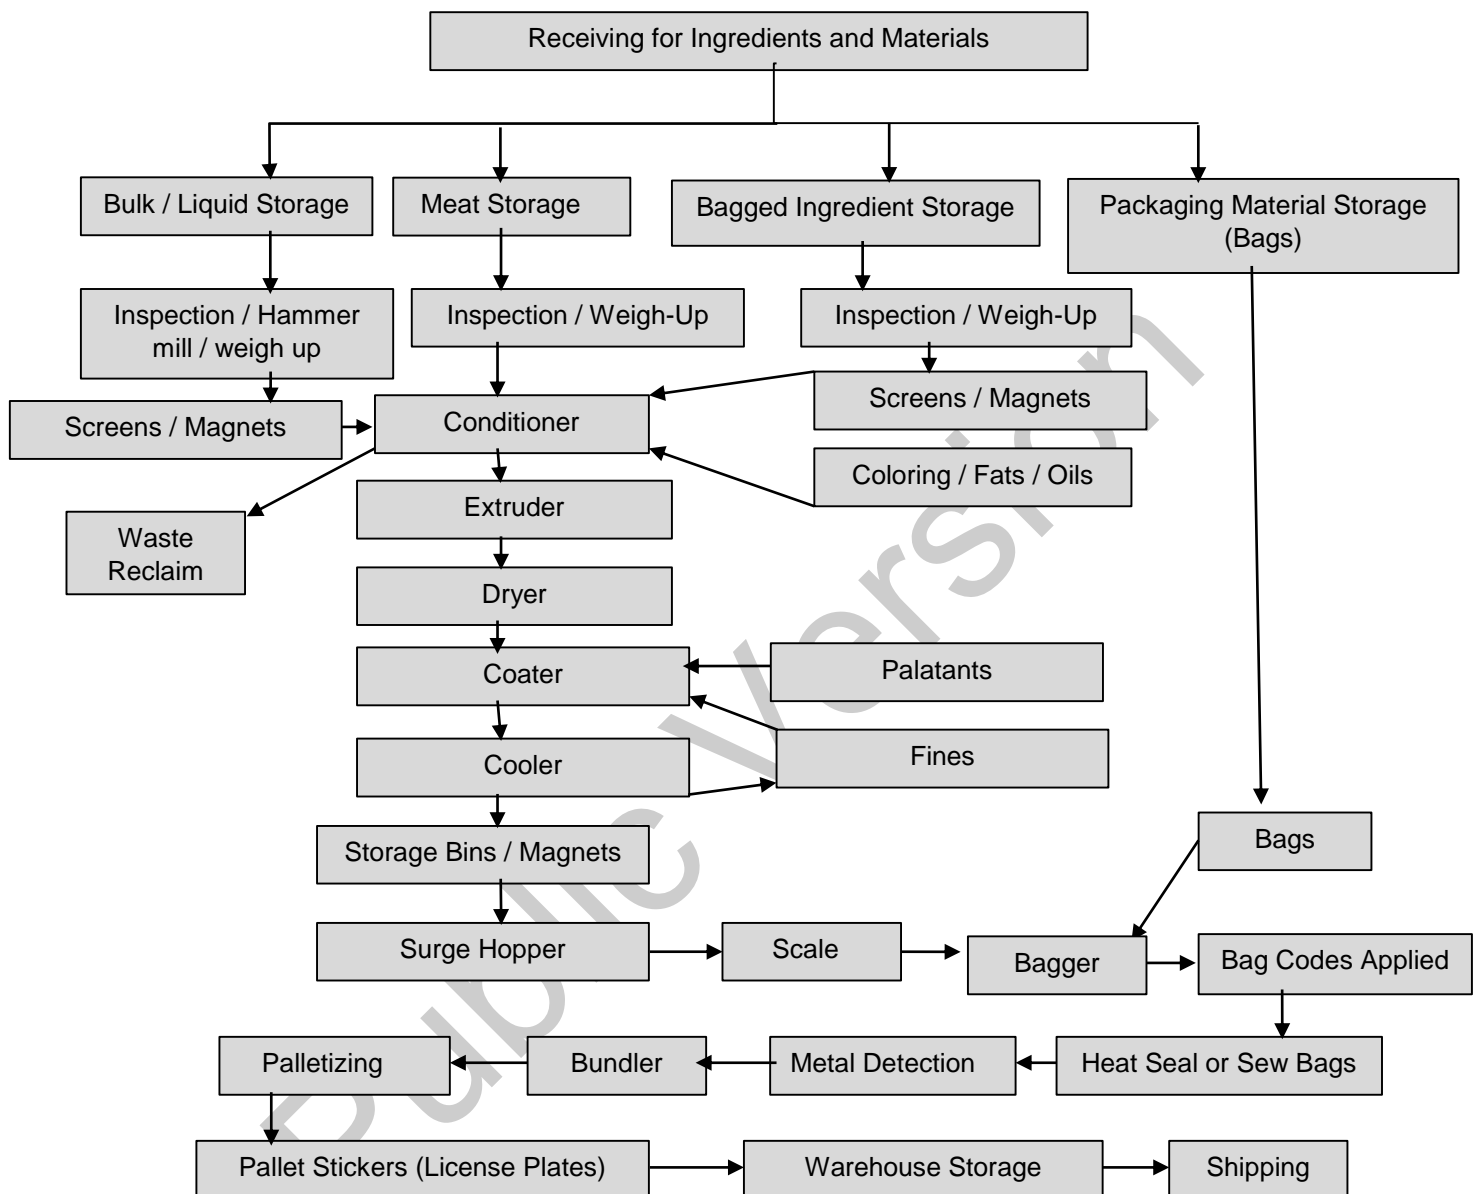 Receiving for Ingredients and Materials
Bulk / Liquid Storage
Meat Storage
Bagged Ingredient Storage
Packaging Material Storage
(Bags)
Inspection / Hammer
mill / weigh up
Inspection / Weigh-Up
Inspection / Weigh-Up
Screens / Magnets
Conditioner
Screens / Magnets
Coloring / Fats / Oils
Waste
Reclaim
Extruder
Dryer
Coater
Palatants
Cooler
Fines
Storage Bins / Magnets
Bags
Surge Hopper
Scale
Bagger
Bag Codes Applied
Palletizing
Bundler
Metal Detection
Heat Seal or Sew Bags
Pallet Stickers (License Plates)
Warehouse Storage
Shipping
Public Version